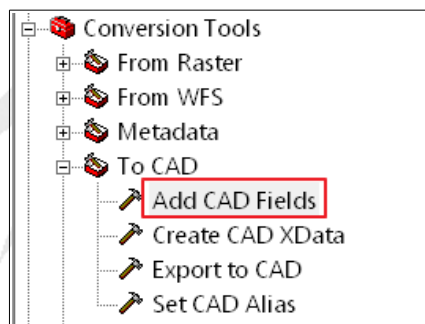 Conversion Tools
From Raster
From WFS
Metadata
To CAD
Add CAD Fields
Create CAD XData
Export to CAD
Set CAD Alias